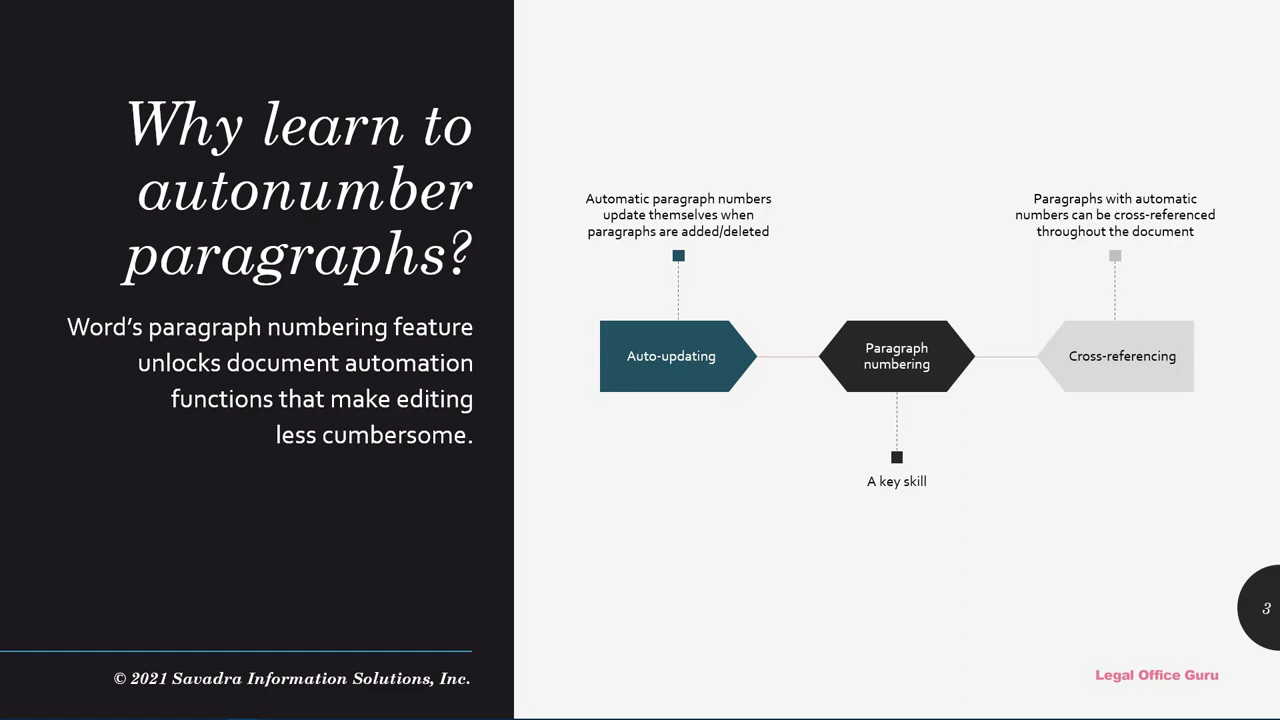 Why learn to
autonumber
paragraphs?
Word's paragraph numbering feature
unlocks document automation
functions that make editing
less cumbersome.
© 2021 Savadra Information Solutions, Inc.
Automatic paragraph numbers
update themselves when
paragraphs are added/deleted
Auto-updating
Paragraph
numbering
A key skill
Paragraphs with automatic
numbers can be cross-referenced
throughout the document
Cross-referencing
3
Legal Office Guru